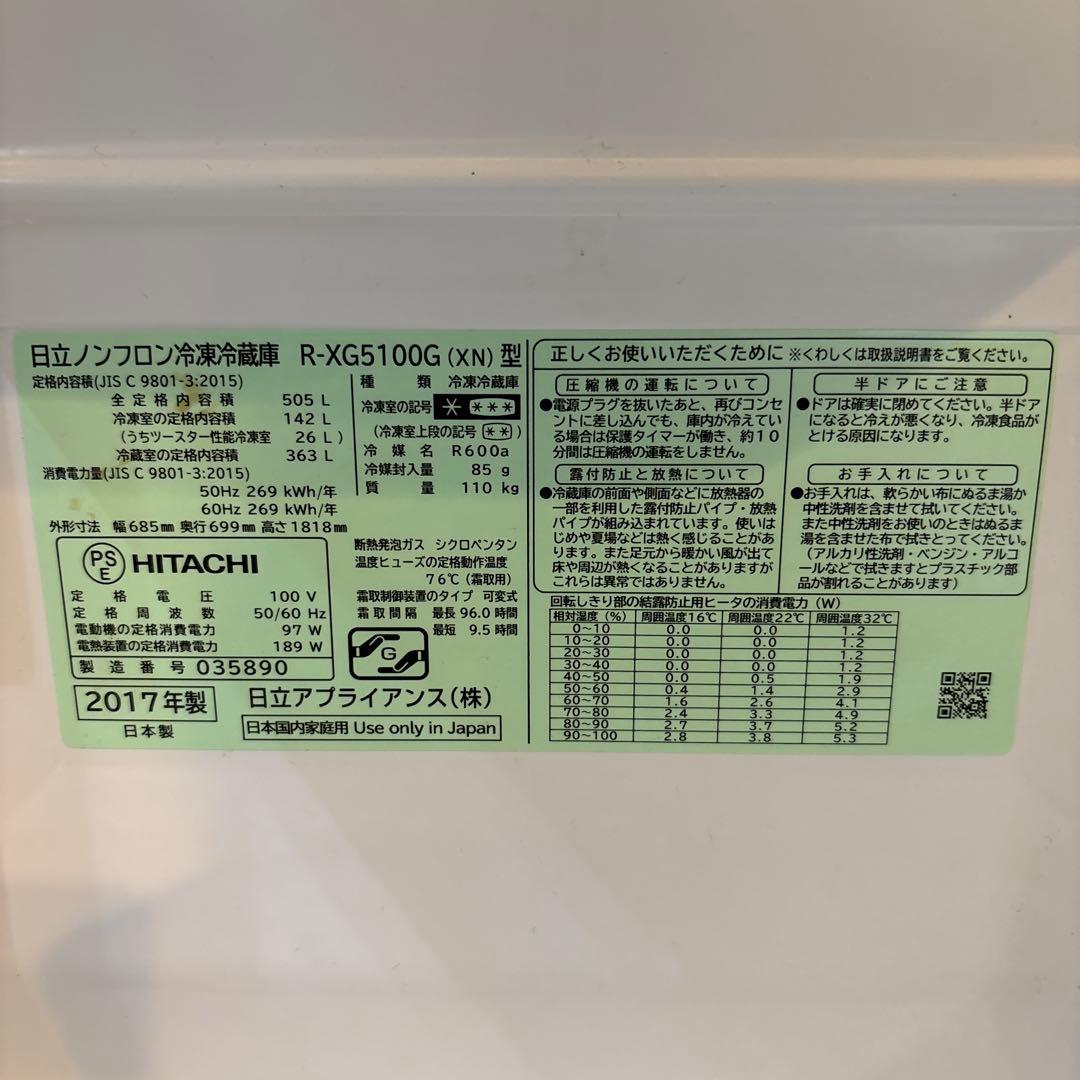 日立ノンフロン冷凍冷蔵庫 R-XG5100G (XN) 型
定格内容積(JIS C 9801-3:2015)
全定格内容積 505 L
冷凍室の定格内容積 142 L
(うちツースター性能冷凍室 26 L)
冷蔵室の定格内容積 363 L
消費電力量(JIS C 9801-3:2015)
50Hz 269 kWh/年
60Hz 269 kWh/年
外形寸法 幅685mm 奥行699mm 高さ1818mm
種類 冷凍冷蔵庫
冷凍室の記号 * ***
(冷凍室上段の記号 **)
冷媒名 R600a
冷媒封入量 85 g
質量 110 kg
PSE HITACHI
定格電圧 100 V
定格周波数 50/60 Hz
電動機の定格消費電力 97 W
電熱装置の定格消費電力 189 W
製造番号 035890
断熱発泡ガス シクロペンタン
温度ヒューズの定格動作温度
76℃(霜取用)
霜取制御装置のタイプ 可変式
霜取間隔 最長 96.0 時間
最短 9.5 時間
G
2017年製
日本製
日立アプライアンス(株)
日本国内家庭用 Use only in Japan
正しくお使いいただくために ※くわしくは取扱説明書をご覧ください。
圧縮機の運転について
●電源プラグを抜いたあと、再びコンセ
ントに差し込んでも、庫内が冷えてい
る場合は保護タイマーが働き、約10
分間は圧縮機の運転をしません。
露付防止と放熱について
●冷蔵庫の前面や側面などに放熱器の
一部を利用した露付防止パイプ・放熱
パイプが組み込まれています。使いは
じめや夏場などは熱く感じることがあ
ります。また足元から暖かい風が出て
床や周辺が熱くなることがありますが
これらは異常ではありません。
半ドアにご注意
●ドアは確実に閉めてください。半ドア
になると冷えが悪くなり、冷凍食品が
とける原因になります。
お手入れについて
●お手入れは、軟らかい布にぬるま湯か
中性洗剤を含ませて拭いてください。
また中性洗剤をお使いのときはぬるま
湯を含ませた布で拭きとってください。
(アルカリ性洗剤・ベンジン・アルコ
ールなどで拭きますとプラスチック部
品が割れることがあります)
回転しきり部の結露防止用ヒータの消費電力(W)
相対湿度(%) 周囲温度16℃ 周囲温度22℃ 周囲温度32℃
0~10 0.0 0.0 1.2
10~20 0.0 0.0 1.2
20~30 0.0 0.0 1.2
30~40 0.0 0.0 1.2
40~50 0.0 0.5 1.9
50~60 0.4 1.4 2.9
60~70 1.6 2.6 4.1
70~80 2.4 3.3 4.9
80~90 2.7 3.7 5.2
90~100 2.8 3.8 5.3